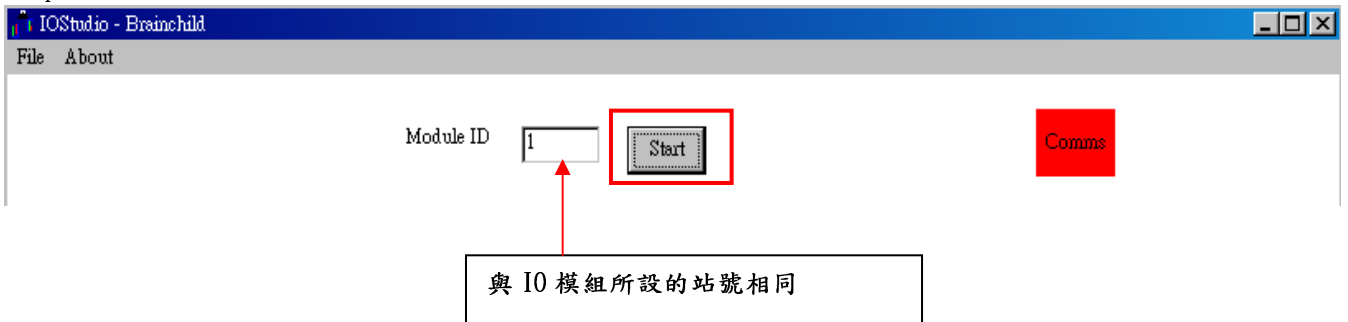 IOStudio - Brainchild
File About
Module ID 1 Start Comms
與 IO 模組所設的站號相同